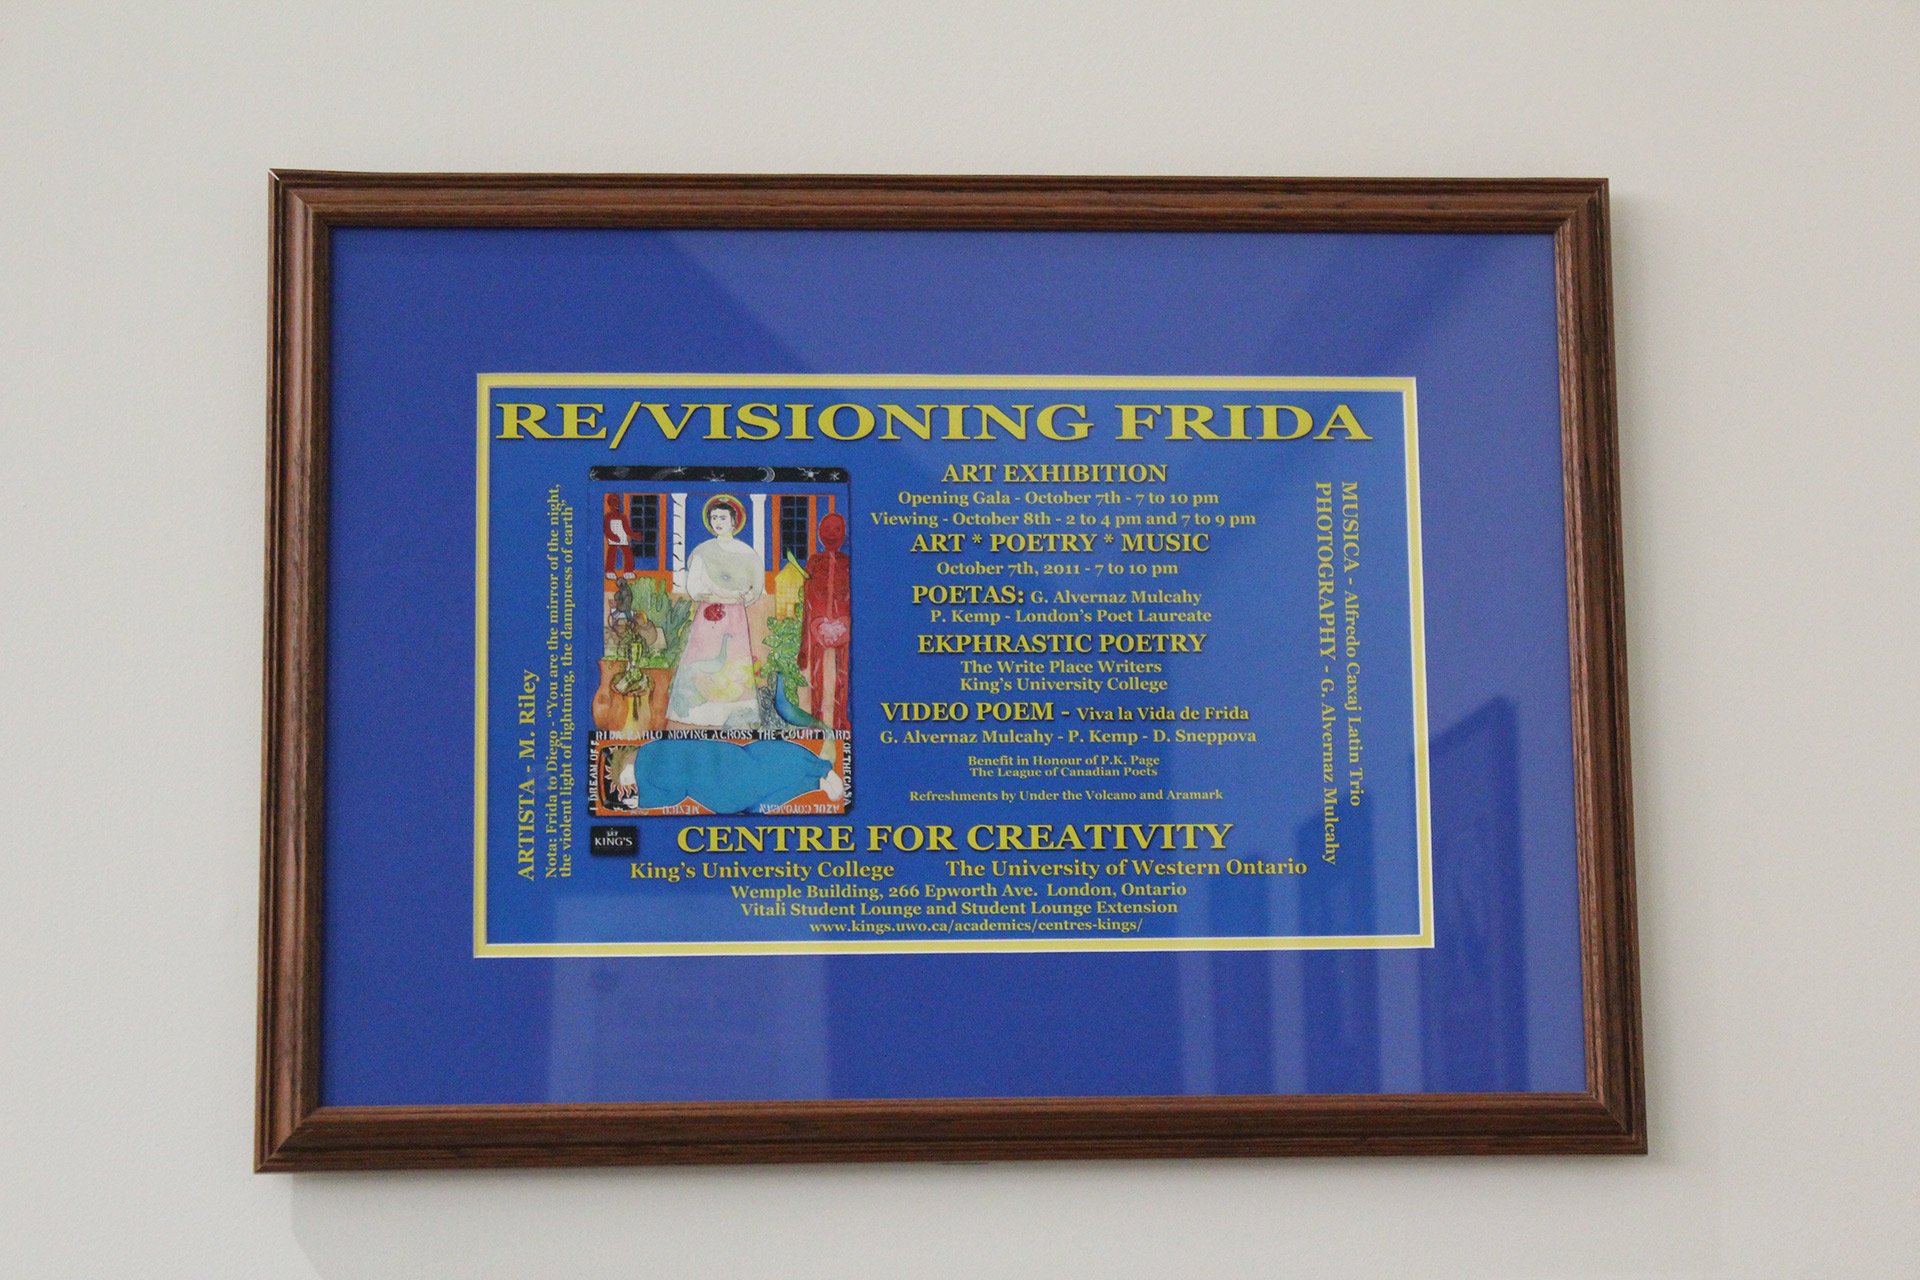 RE/VISIONING FRIDA
ART EXHIBITION
Opening Gala - October 7th - 7 to 10 pm
Viewing - October 8th - 2 to 4 pm and 7 to 9 pm
ART * POETRY * MUSIC
October 7th, 2011 - 7 to 10 pm
POETAS: G. Alvernaz Mulcahy
P. Kemp - London's Poet Laureate
EKPHRASTIC POETRY
The Write Place Writers
King's University College
VIDEO POEM - Viva la Vida de Frida
G. Alvernaz Mulcahy - P. Kemp - D. Sneppova
Benefit in Honour of P.K. Page
The League of Canadian Poets
Refreshments by Under the Volcano and Aramark
ARTISTA - M. Riley
Nota: Frida to Diego - "You are the mirror of the night,
the violent light of lightning, the dampness of earth"
MUSICA - Alfredo Caxaj Latin Trio
PHOTOGRAPHY - G. Alvernaz Mulcahy
I DREAM OF F
RIDA KAHLO MOVING ACROSS THE COURTYARD
OF THE CASA
AZUL COYOACAN MEXICO
KING'S
CENTRE FOR CREATIVITY
King's University College The University of Western Ontario
Wemple Building, 266 Epworth Ave. London, Ontario
Vitali Student Lounge and Student Lounge Extension
www.kings.uwo.ca/academics/centres-kings/